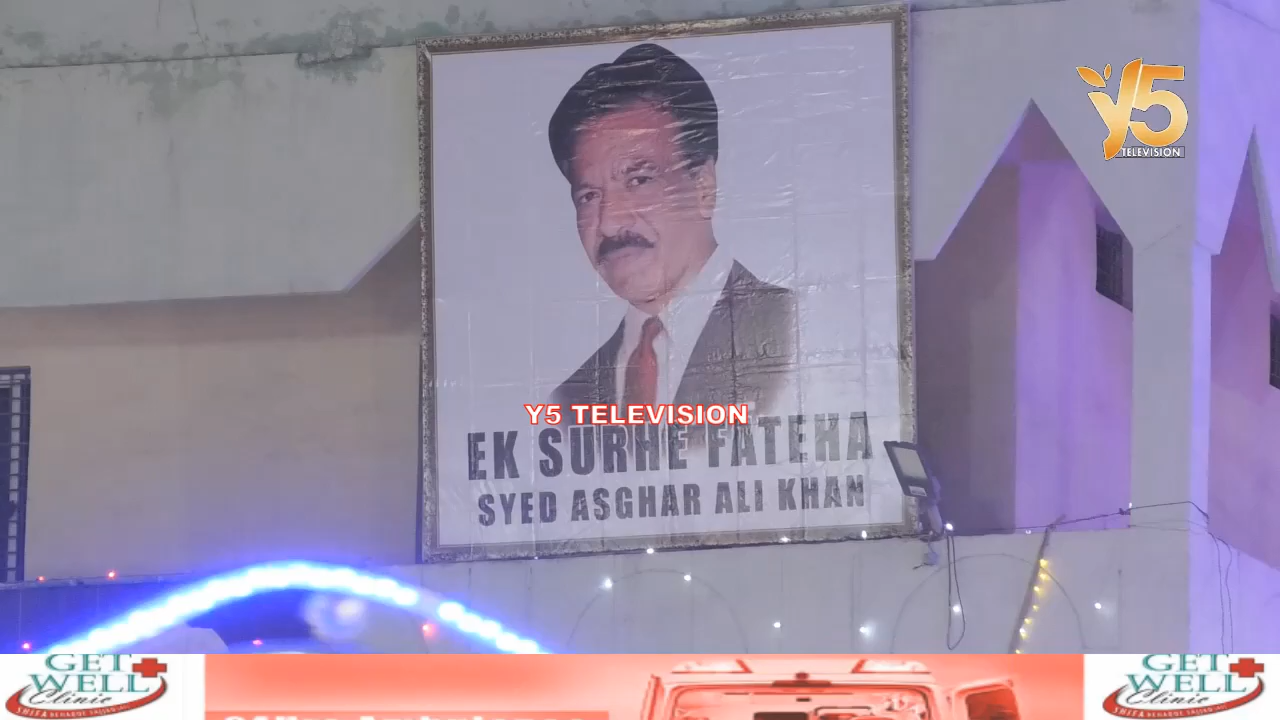 Y5
TELEVISION
Y5 TELEVISION
EK SURHE FATEHA
SYED ASGHAR ALI KHAN
GET
WELL
Clinic
GET
WELL
Clinic